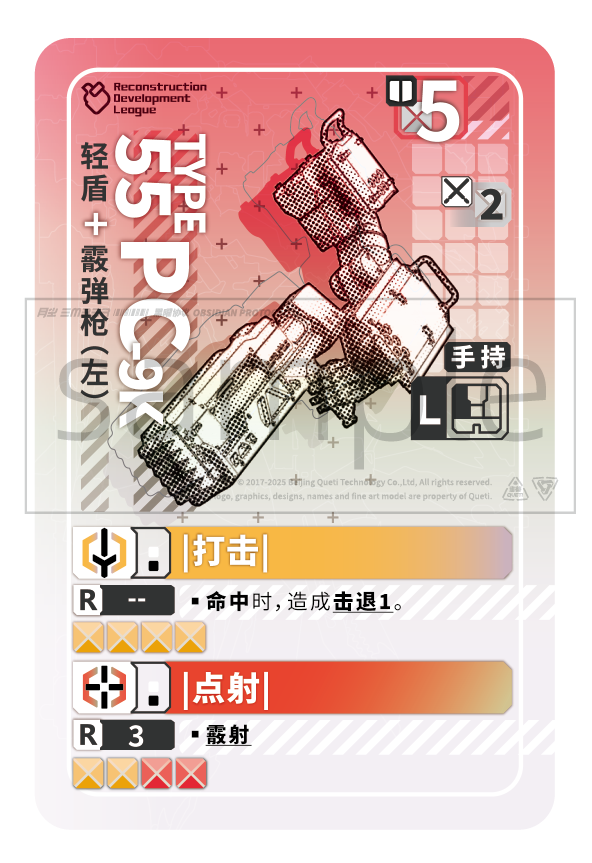 Reconstruction
Development
League
5
2
轻盾＋霰弹枪(左)
TYPE
55 PC-9K
手持
L
sample
© 2017-2025 Beijing Queti Technology Co.,Ltd, All rights reserved.
logo, graphics, designs, names and fine art model are property of Queti.
|打击|
R --
▪ 命中时，造成击退1。
|点射|
R 3
▪ 霰射